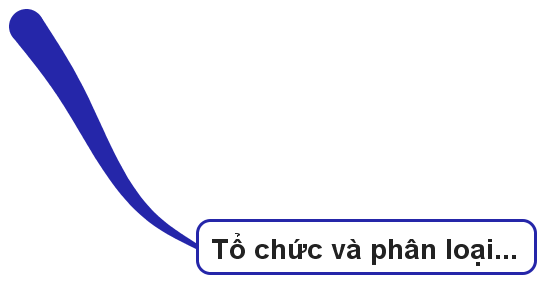 Tổ chức và phân loại...